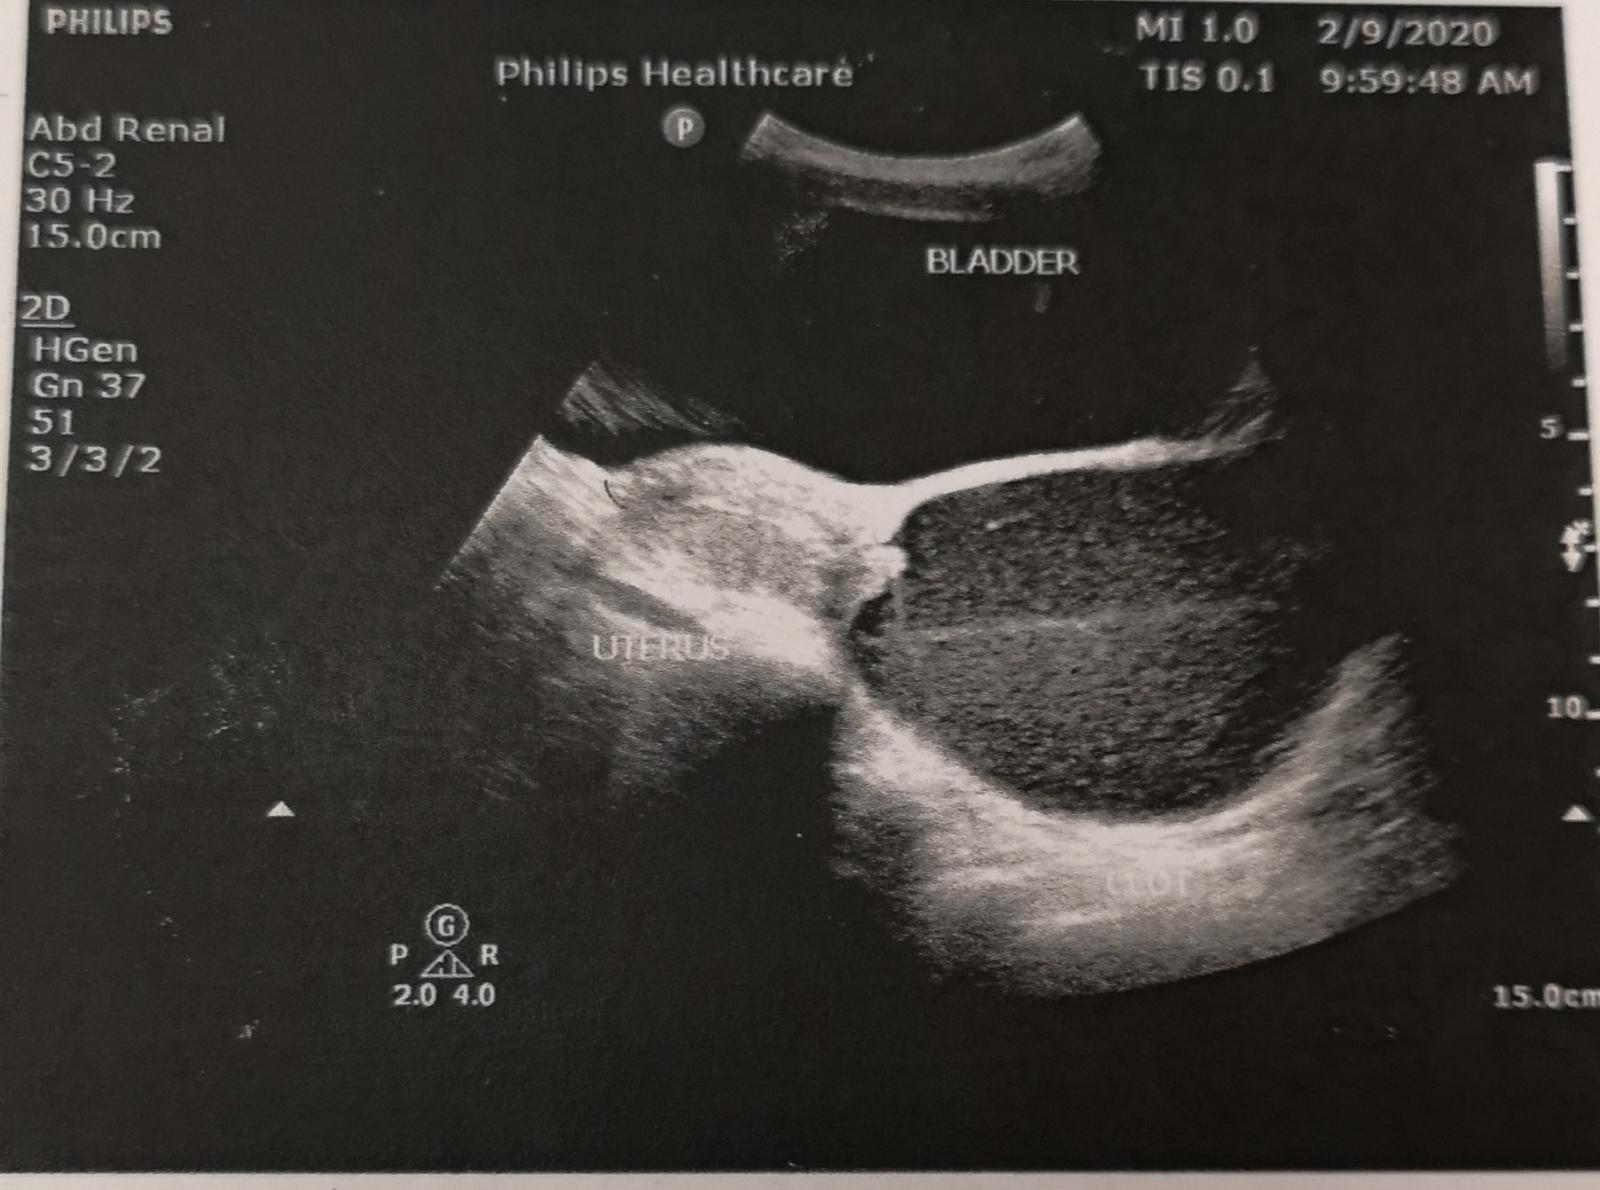 PHILIPS
MI 1.0 2/9/2020
Philips Healthcare
TIS 0.1 9:59:48 AM
P
Abd Renal
C5-2
30 Hz
15.0cm
BLADDER
2D
HGen
Gn 37
51
3/3/2
5
UTERUS
10
CLOT
G
P R
2.0 4.0
15.0cm